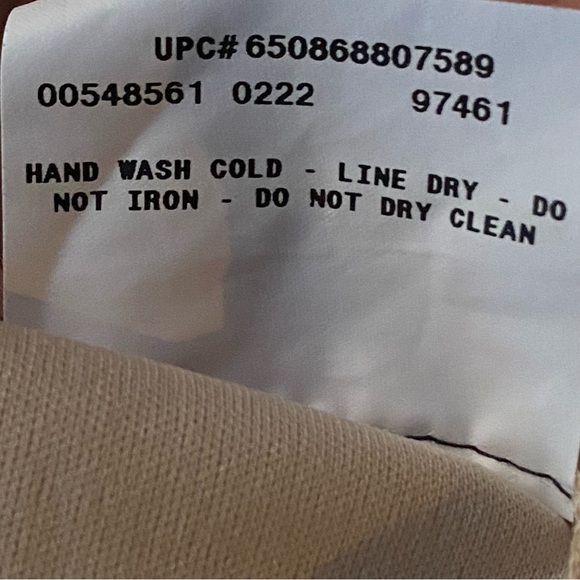 UPC# 650868807589
00548561 0222 97461
HAND WASH COLD - LINE DRY - DO
NOT IRON - DO NOT DRY CLEAN